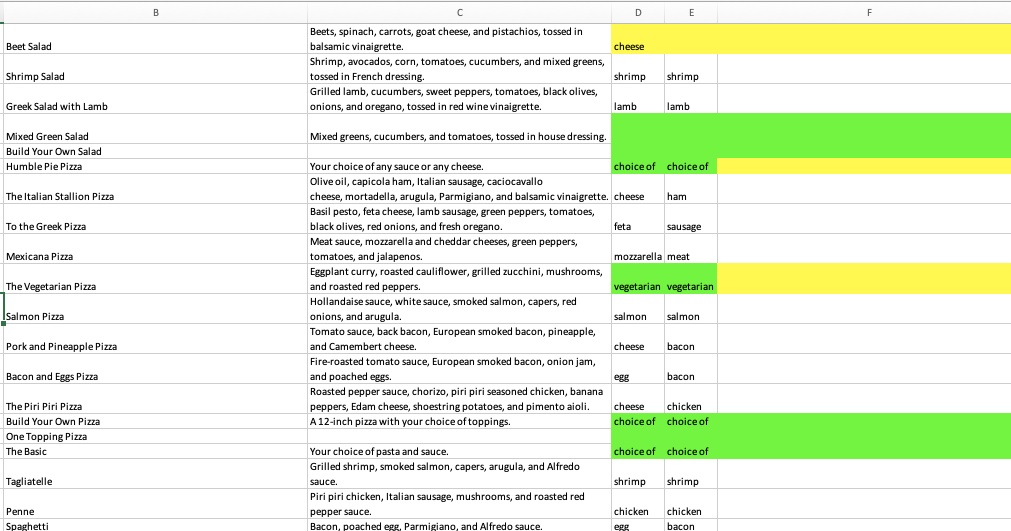 B C D E F
Beets, spinach, carrots, goat cheese, and pistachios, tossed in
Beet Salad balsamic vinaigrette. cheese
Shrimp, avocados, corn, tomatoes, cucumbers, and mixed greens,
Shrimp Salad tossed in French dressing. shrimp shrimp
Grilled lamb, cucumbers, sweet peppers, tomatoes, black olives,
Greek Salad with Lamb onions, and oregano, tossed in red wine vinaigrette. lamb lamb
Mixed Green Salad Mixed greens, cucumbers, and tomatoes, tossed in house dressing.
Build Your Own Salad
Humble Pie Pizza Your choice of any sauce or any cheese. choice of choice of
Olive oil, capicola ham, Italian sausage, caciocavallo
The Italian Stallion Pizza cheese, mortadella, arugula, Parmigiano, and balsamic vinaigrette. cheese ham
Basil pesto, feta cheese, lamb sausage, green peppers, tomatoes,
To the Greek Pizza black olives, red onions, and fresh oregano. feta sausage
Meat sauce, mozzarella and cheddar cheeses, green peppers,
Mexicana Pizza tomatoes, and jalapenos. mozzarella meat
Eggplant curry, roasted cauliflower, grilled zucchini, mushrooms,
The Vegetarian Pizza and roasted red peppers. vegetarian vegetarian
Hollandaise sauce, white sauce, smoked salmon, capers, red
Salmon Pizza onions, and arugula. salmon salmon
Tomato sauce, back bacon, European smoked bacon, pineapple,
Pork and Pineapple Pizza and Camembert cheese. cheese bacon
Fire-roasted tomato sauce, European smoked bacon, onion jam,
Bacon and Eggs Pizza and poached eggs. egg bacon
Roasted pepper sauce, chorizo, piri piri seasoned chicken, banana
The Piri Piri Pizza peppers, Edam cheese, shoestring potatoes, and pimento aioli. cheese chicken
Build Your Own Pizza A 12-inch pizza with your choice of toppings. choice of choice of
One Topping Pizza
The Basic Your choice of pasta and sauce. choice of choice of
Grilled shrimp, smoked salmon, capers, arugula, and Alfredo
Tagliatelle sauce. shrimp shrimp
Piri piri chicken, Italian sausage, mushrooms, and roasted red
Penne pepper sauce. chicken chicken
Spaghetti Bacon, poached egg, Parmigiano, and Alfredo sauce. egg bacon